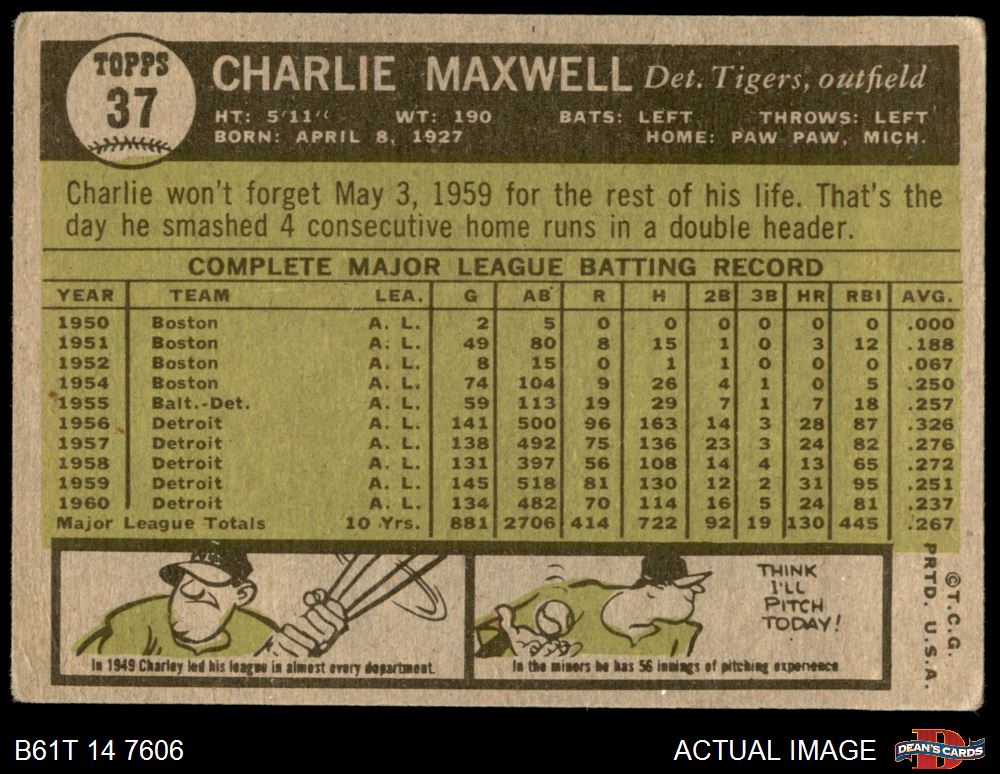 TOPPS
37
CHARLIE MAXWELL Det. Tigers, outfield
HT: 5'11" WT: 190 BATS: LEFT THROWS: LEFT
BORN: APRIL 8, 1927 HOME: PAW PAW, MICH.
Charlie won't forget May 3, 1959 for the rest of his life. That's the
day he smashed 4 consecutive home runs in a double header.
COMPLETE MAJOR LEAGUE BATTING RECORD
YEAR TEAM LEA. G AB R H 2B 3B HR RBI AVG.
1950 Boston A. L. 2 5 0 0 0 0 0 0 .000
1951 Boston A. L. 49 80 8 15 1 0 3 12 .188
1952 Boston A. L. 8 15 0 1 1 0 0 0 .067
1954 Boston A. L. 74 104 9 26 4 1 0 5 .250
1955 Balt.-Det. A. L. 59 113 19 29 7 1 7 18 .257
1956 Detroit A. L. 141 500 96 163 14 3 28 87 .326
1957 Detroit A. L. 138 492 75 136 23 3 24 82 .276
1958 Detroit A. L. 131 397 56 108 14 4 13 65 .272
1959 Detroit A. L. 145 518 81 130 12 2 31 95 .251
1960 Detroit A. L. 134 482 70 114 16 5 24 81 .237
Major League Totals 10 Yrs. 881 2706 414 722 92 19 130 445 .267
In 1949 Charley led his league in almost every department.
THINK
I'LL
PITCH
TODAY!
In the minors he has 56 innings of pitching experience
©T.C.G.
PRTD. U.S.A.
B61T 14 7606
ACTUAL IMAGE
D
DEAN'S CARDS